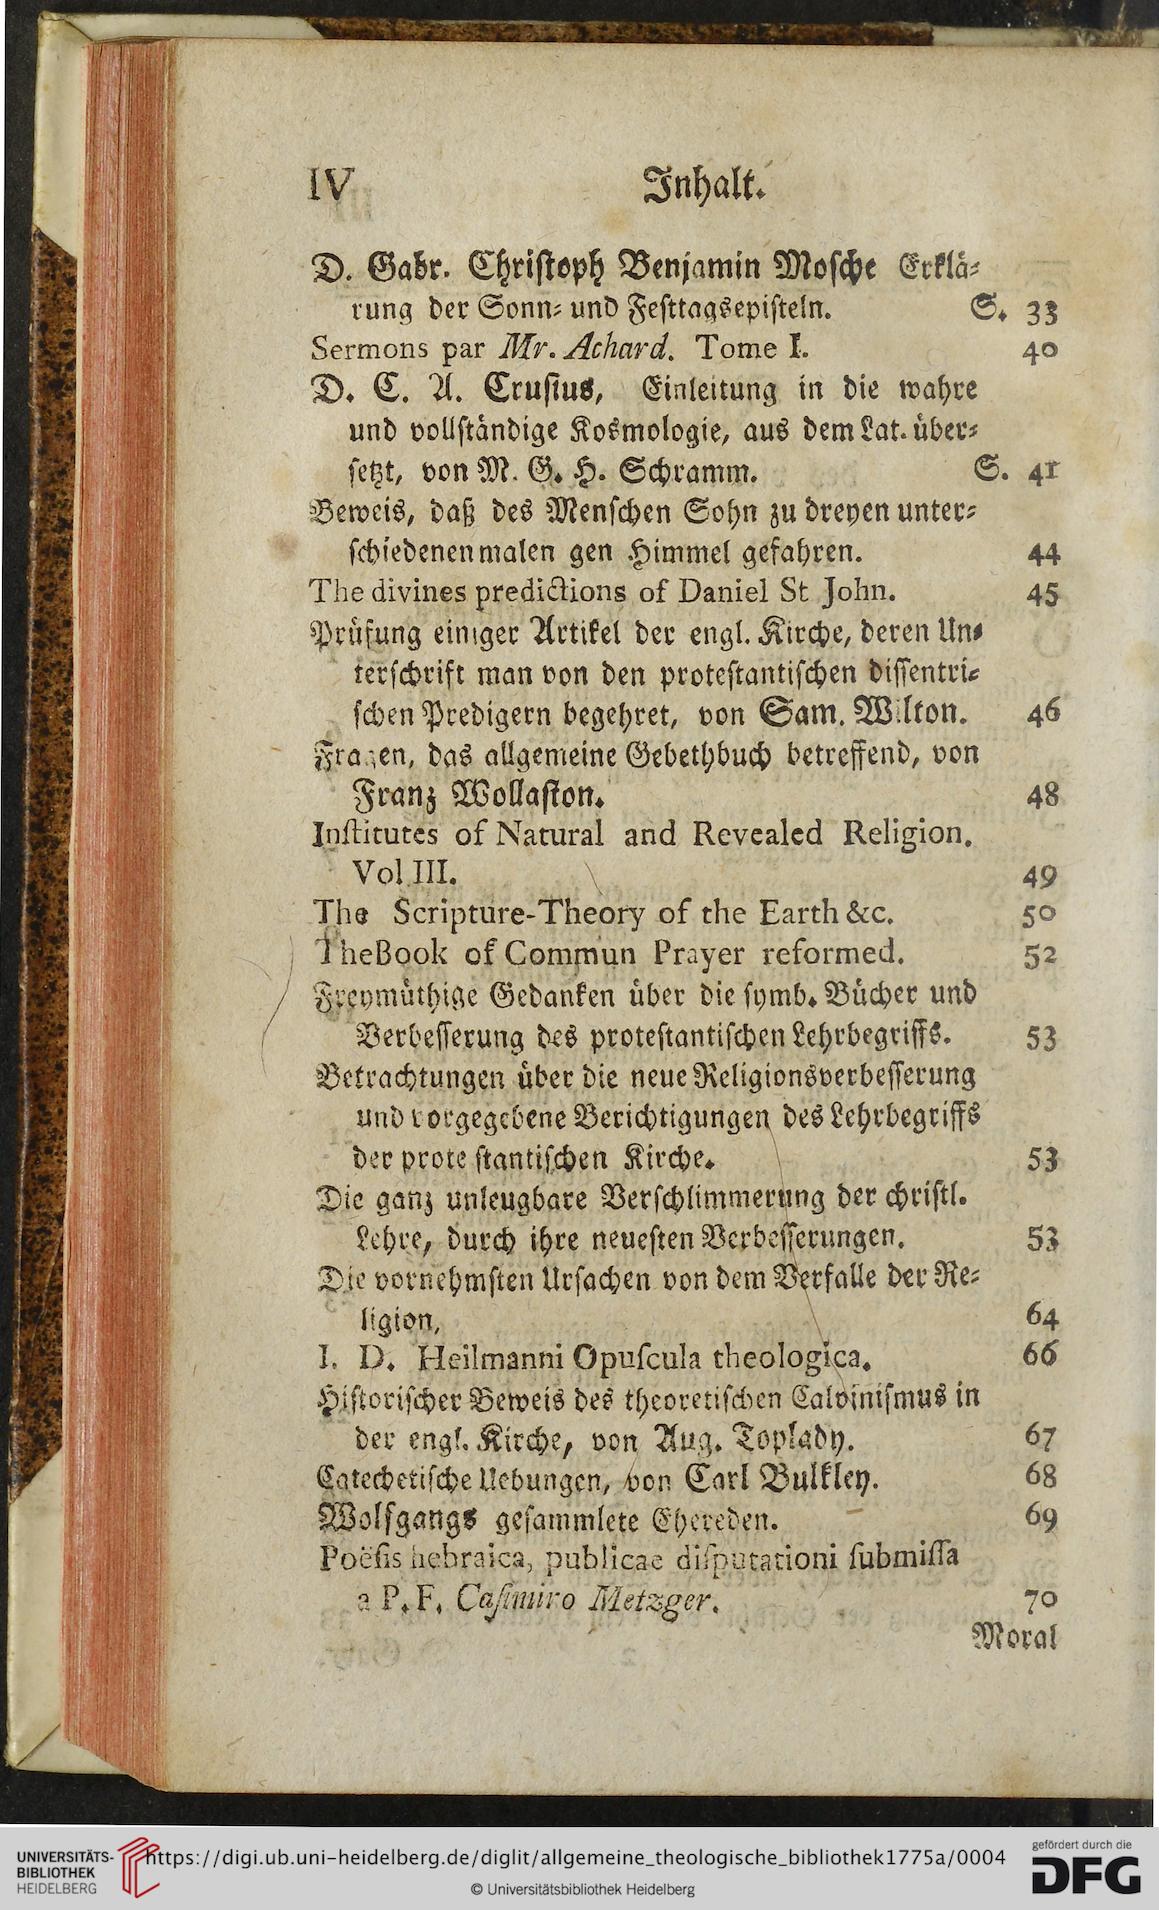 IV Inhalt.
D. Gabr. Christoph Benjamin Mosche Erklä-
rung der Sonn- und Festtagsepisteln. S. 33
Sermons par Mr. Achard. Tome I. 40
D. C. A. Crusius, Einleitung in die wahre
und vollständige Kosmologie, aus dem Lat. über-
setzt, von M. G. H. Schramm. S. 41
Beweis, daß des Menschen Sohn zu dreyen unter-
schiedenenmalen gen Himmel gefahren. 44
The divines predictions of Daniel St John. 45
Prüfung einiger Artikel der engl. Kirche, deren Un-
terschrift man von den protestantischen dissentri-
schen Predigern begehret, von Sam. Wilton. 46
Fragen, das allgemeine Gebethbuch betreffend, von
Franz Wollaston. 48
Inſtitutes of Natural and Revealed Religion.
Vol III. 49
The Scripture-Theory of the Earth &c. 50
The Book of Commun Prayer reformed. 52
Freymüthige Gedanken über die symb. Bücher und
Verbesserung des protestantischen Lehrbegriffs. 53
Betrachtungen über die neue Religionsverbesserung
und vorgegebene Berichtigungen des Lehrbegriffs
der protestantischen Kirche. 53
Die ganz unleugbare Verschlimmerung der christl.
Lehre, durch ihre neuesten Verbesserungen. 53
Die vornehmsten Ursachen von dem Verfalle der Re-
ligion, 64
I. D. Heilmanni Opuſcula theologica. 66
Historischer Beweis des theoretischen Calvinismus in
der engl. Kirche, von Aug. Toplady. 67
Catechetische Uebungen, von Carl Bulkley. 68
Wolfgangs gesammlete Ehereden. 69
Poëſis hebraica, publicae diſputationi ſubmiſſa
a P. F. Caſimiro Metzger. 70
Moral
UNIVERSITÄTS-
BIBLIOTHEK
HEIDELBERG
https://digi.ub.uni-heidelberg.de/diglit/allgemeine_theologische_bibliothek1775a/0004
© Universitätsbibliothek Heidelberg
gefördert durch die
DFG